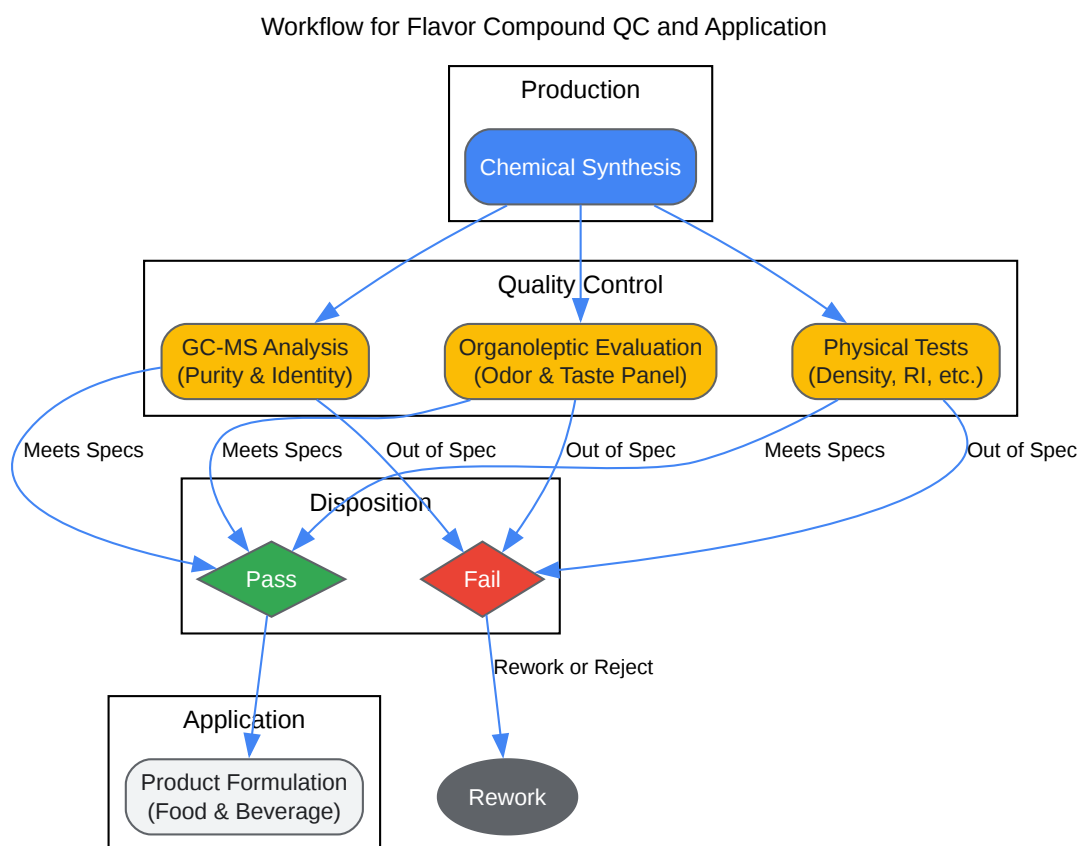 Workflow for Flavor Compound QC and Application
Production
Chemical Synthesis
Quality Control
GC-MS Analysis
(Purity & Identity)
Organoleptic Evaluation
(Odor & Taste Panel)
Physical Tests
(Density, RI, etc.)
Meets Specs
Meets Specs
Out of Spec
Out of Spec
Meets Specs
Out of Spec
Disposition
Pass
Fail
Rework or Reject
Application
Product Formulation
(Food & Beverage)
Rework